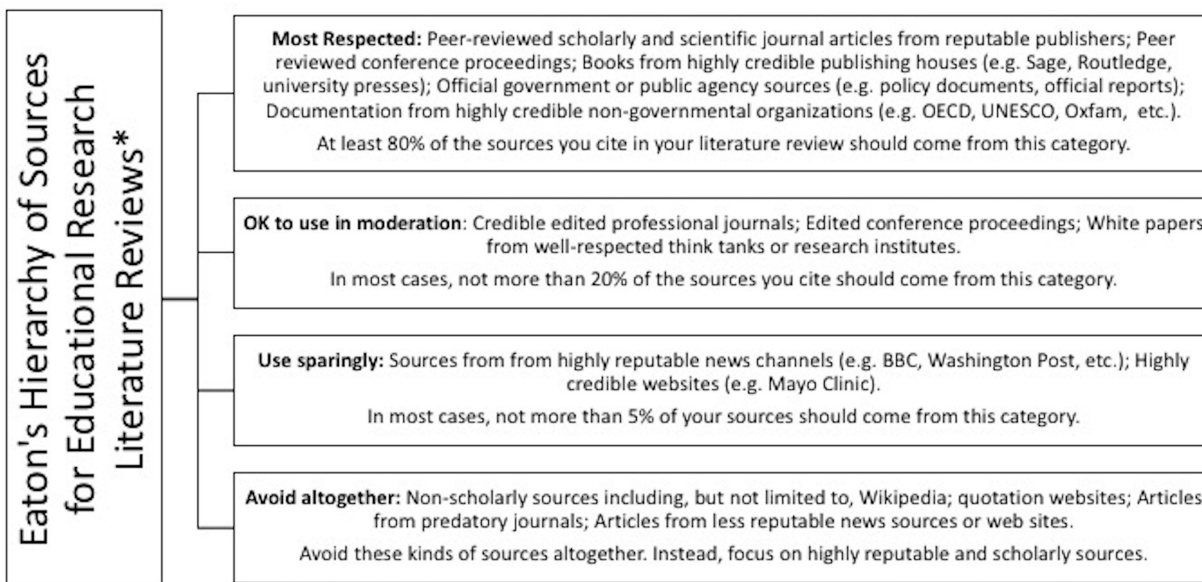 Eaton's Hierarchy of Sources
for Educational Research
Literature Reviews*
Most Respected: Peer-reviewed scholarly and scientific journal articles from reputable publishers; Peer
reviewed conference proceedings; Books from highly credible publishing houses (e.g. Sage, Routledge,
university presses); Official government or public agency sources (e.g. policy documents, official reports);
Documentation from highly credible non-governmental organizations (e.g. OECD, UNESCO, Oxfam, etc.).
At least 80% of the sources you cite in your literature review should come from this category.
OK to use in moderation: Credible edited professional journals; Edited conference proceedings; White papers
from well-respected think tanks or research institutes.
In most cases, not more than 20% of the sources you cite should come from this category.
Use sparingly: Sources from from highly reputable news channels (e.g. BBC, Washington Post, etc.); Highly
credible websites (e.g. Mayo Clinic).
In most cases, not more than 5% of your sources should come from this category.
Avoid altogether: Non-scholarly sources including, but not limited to, Wikipedia; quotation websites; Articles
from predatory journals; Articles from less reputable news sources or web sites.
Avoid these kinds of sources altogether. Instead, focus on highly reputable and scholarly sources.